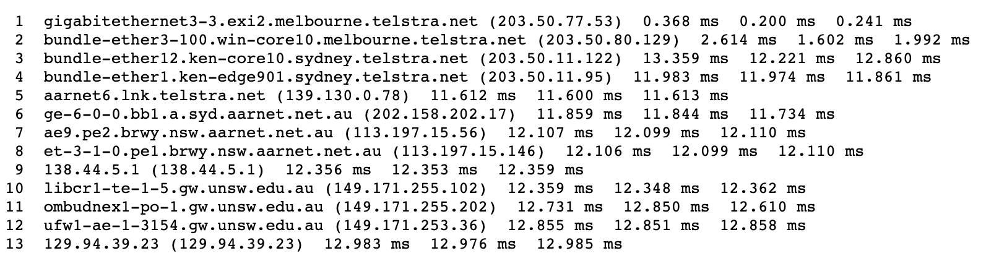 1 gigabitethernet3-3.exi2.melbourne.telstra.net (203.50.77.53) 0.368 ms 0.200 ms 0.241 ms
2 bundle-ether3-100.win-core10.melbourne.telstra.net (203.50.80.129) 2.614 ms 1.602 ms 1.992 ms
3 bundle-ether12.ken-core10.sydney.telstra.net (203.50.11.122) 13.359 ms 12.221 ms 12.860 ms
4 bundle-ether1.ken-edge901.sydney.telstra.net (203.50.11.95) 11.983 ms 11.974 ms 11.861 ms
5 aarnet6.lnk.telstra.net (139.130.0.78) 11.612 ms 11.600 ms 11.613 ms
6 ge-6-0-0.bb1.a.syd.aarnet.net.au (202.158.202.17) 11.859 ms 11.844 ms 11.734 ms
7 ae9.pe2.brwy.nsw.aarnet.net.au (113.197.15.56) 12.107 ms 12.099 ms 12.110 ms
8 et-3-1-0.pe1.brwy.nsw.aarnet.net.au (113.197.15.146) 12.106 ms 12.099 ms 12.110 ms
9 138.44.5.1 (138.44.5.1) 12.356 ms 12.353 ms 12.359 ms
10 libcr1-te-1-5.gw.unsw.edu.au (149.171.255.102) 12.359 ms 12.348 ms 12.362 ms
11 ombudnex1-po-1.gw.unsw.edu.au (149.171.255.202) 12.731 ms 12.850 ms 12.610 ms
12 ufw1-ae-1-3154.gw.unsw.edu.au (149.171.253.36) 12.855 ms 12.851 ms 12.858 ms
13 129.94.39.23 (129.94.39.23) 12.983 ms 12.976 ms 12.985 ms